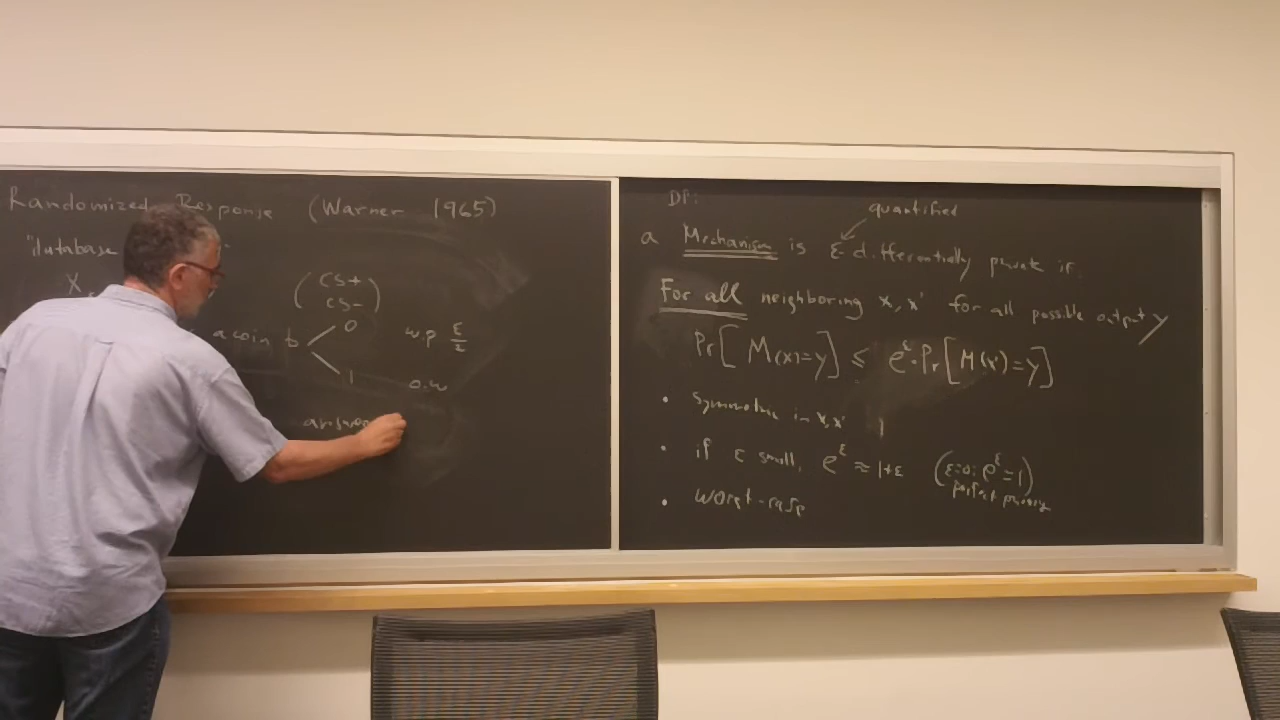 Randomized Response (Warner 1965)
"database
X
(CS+
CS-)
a coin b 0 w.p ε/2
1 o.w
answer
DP:
quantified
a Mechanism is ε differentially private if
For all neighboring x, x' for all possible output y
Pr[M(x)=y] ≤ e^ε · Pr[M(x')=y]
• Symmetric in x,x'
• if ε small, e^ε ≈ 1+ε (ε=0: e^ε=1)
perfect privacy
• worst-case